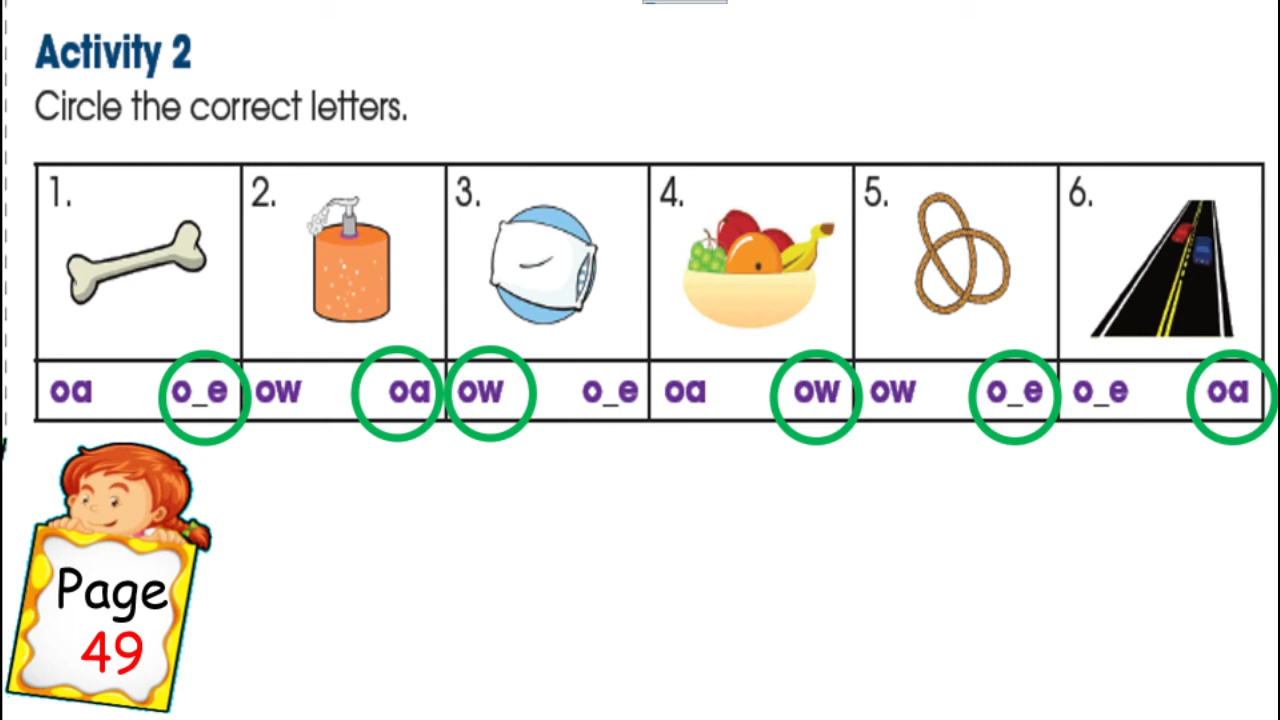 Activity 2
Circle the correct letters.
1. 2. 3. 4. 5. 6.
oa o_e ow oa ow o_e oa ow ow o_e o_e oa
Page
49